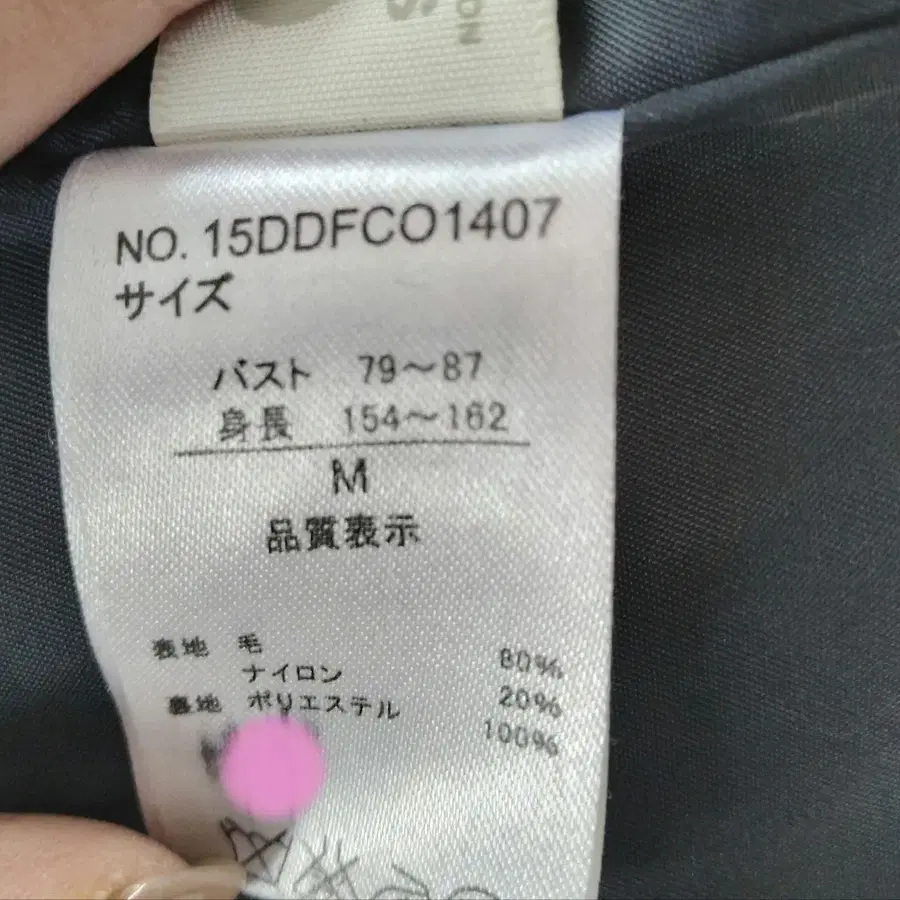 NO. 15DDFCO1407
サイズ
バスト 79～87
身長 154～162
M
品質表示
表地 毛 80%
ナイロン 20%
裏地 ポリエステル 100%